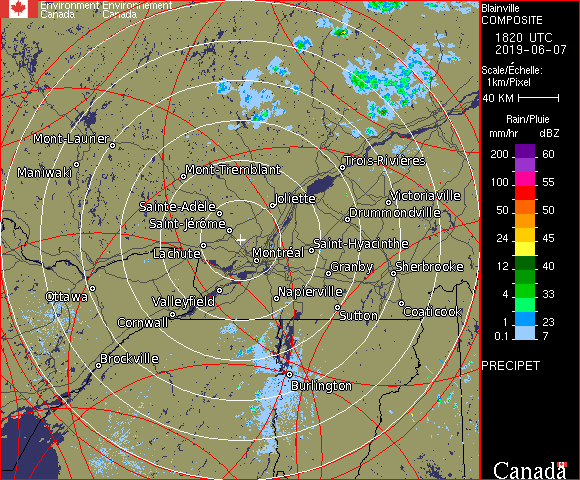 Environment Environnement
Canada Canada
Blainville
COMPOSITE
1820 UTC
2019-06-07
Scale/Échelle:
1km/Pixel
40 KM
Rain/Pluie
mm/hr dBZ
200 60
150 57
100 55
50 50
24 45
12 40
4 33
1 23
0.1 7
PRECIPET
Canada
Mont-Laurier
Maniwaki
Mont-Tremblant
Trois-Rivières
Joliette
Victoriaville
Sainte-Adèle
Drummondville
Saint-Jérôme
Lachute
Montréal
Saint-Hyacinthe
Granby
Sherbrooke
Ottawa
Valleyfield
Napierville
Cornwall
Sutton
Coaticook
Brockville
Burlington